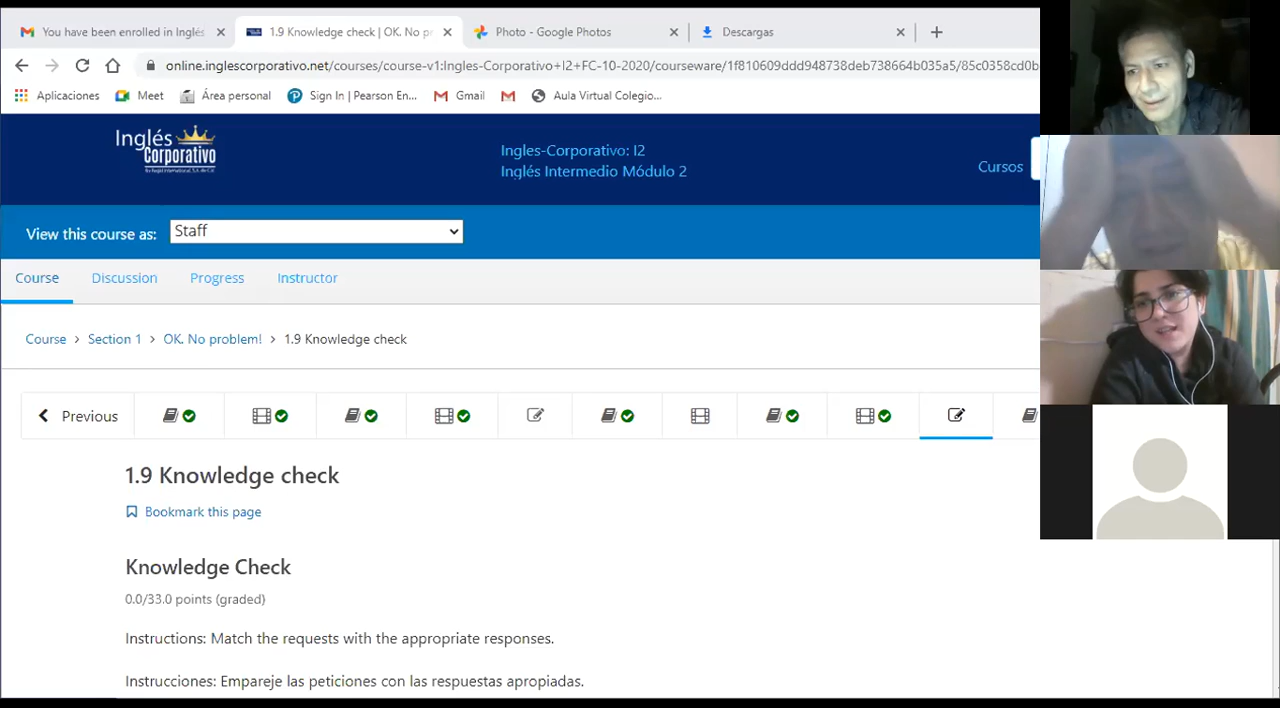 You have been enrolled in Inglés
1.9 Knowledge check | OK. No p
Photo - Google Photos
Descargas
online.inglescorporativo.net/courses/course-v1:Ingles-Corporativo+I2+FC-10-2020/courseware/1f810609ddd948738deb738664b035a5/85c0358cd0b
Aplicaciones
Meet
Área personal
Sign In | Pearson En...
Gmail
Aula Virtual Colegio...
Inglés
Corporativo
Ingles-Corporativo: I2
Inglés Intermedio Módulo 2
Cursos
View this course as:
Staff
Course
Discussion
Progress
Instructor
Course > Section 1 > OK. No problem! > 1.9 Knowledge check
Previous
1.9 Knowledge check
Bookmark this page
Knowledge Check
0.0/33.0 points (graded)
Instructions: Match the requests with the appropriate responses.
Instrucciones: Empareje las peticiones con las respuestas apropiadas.